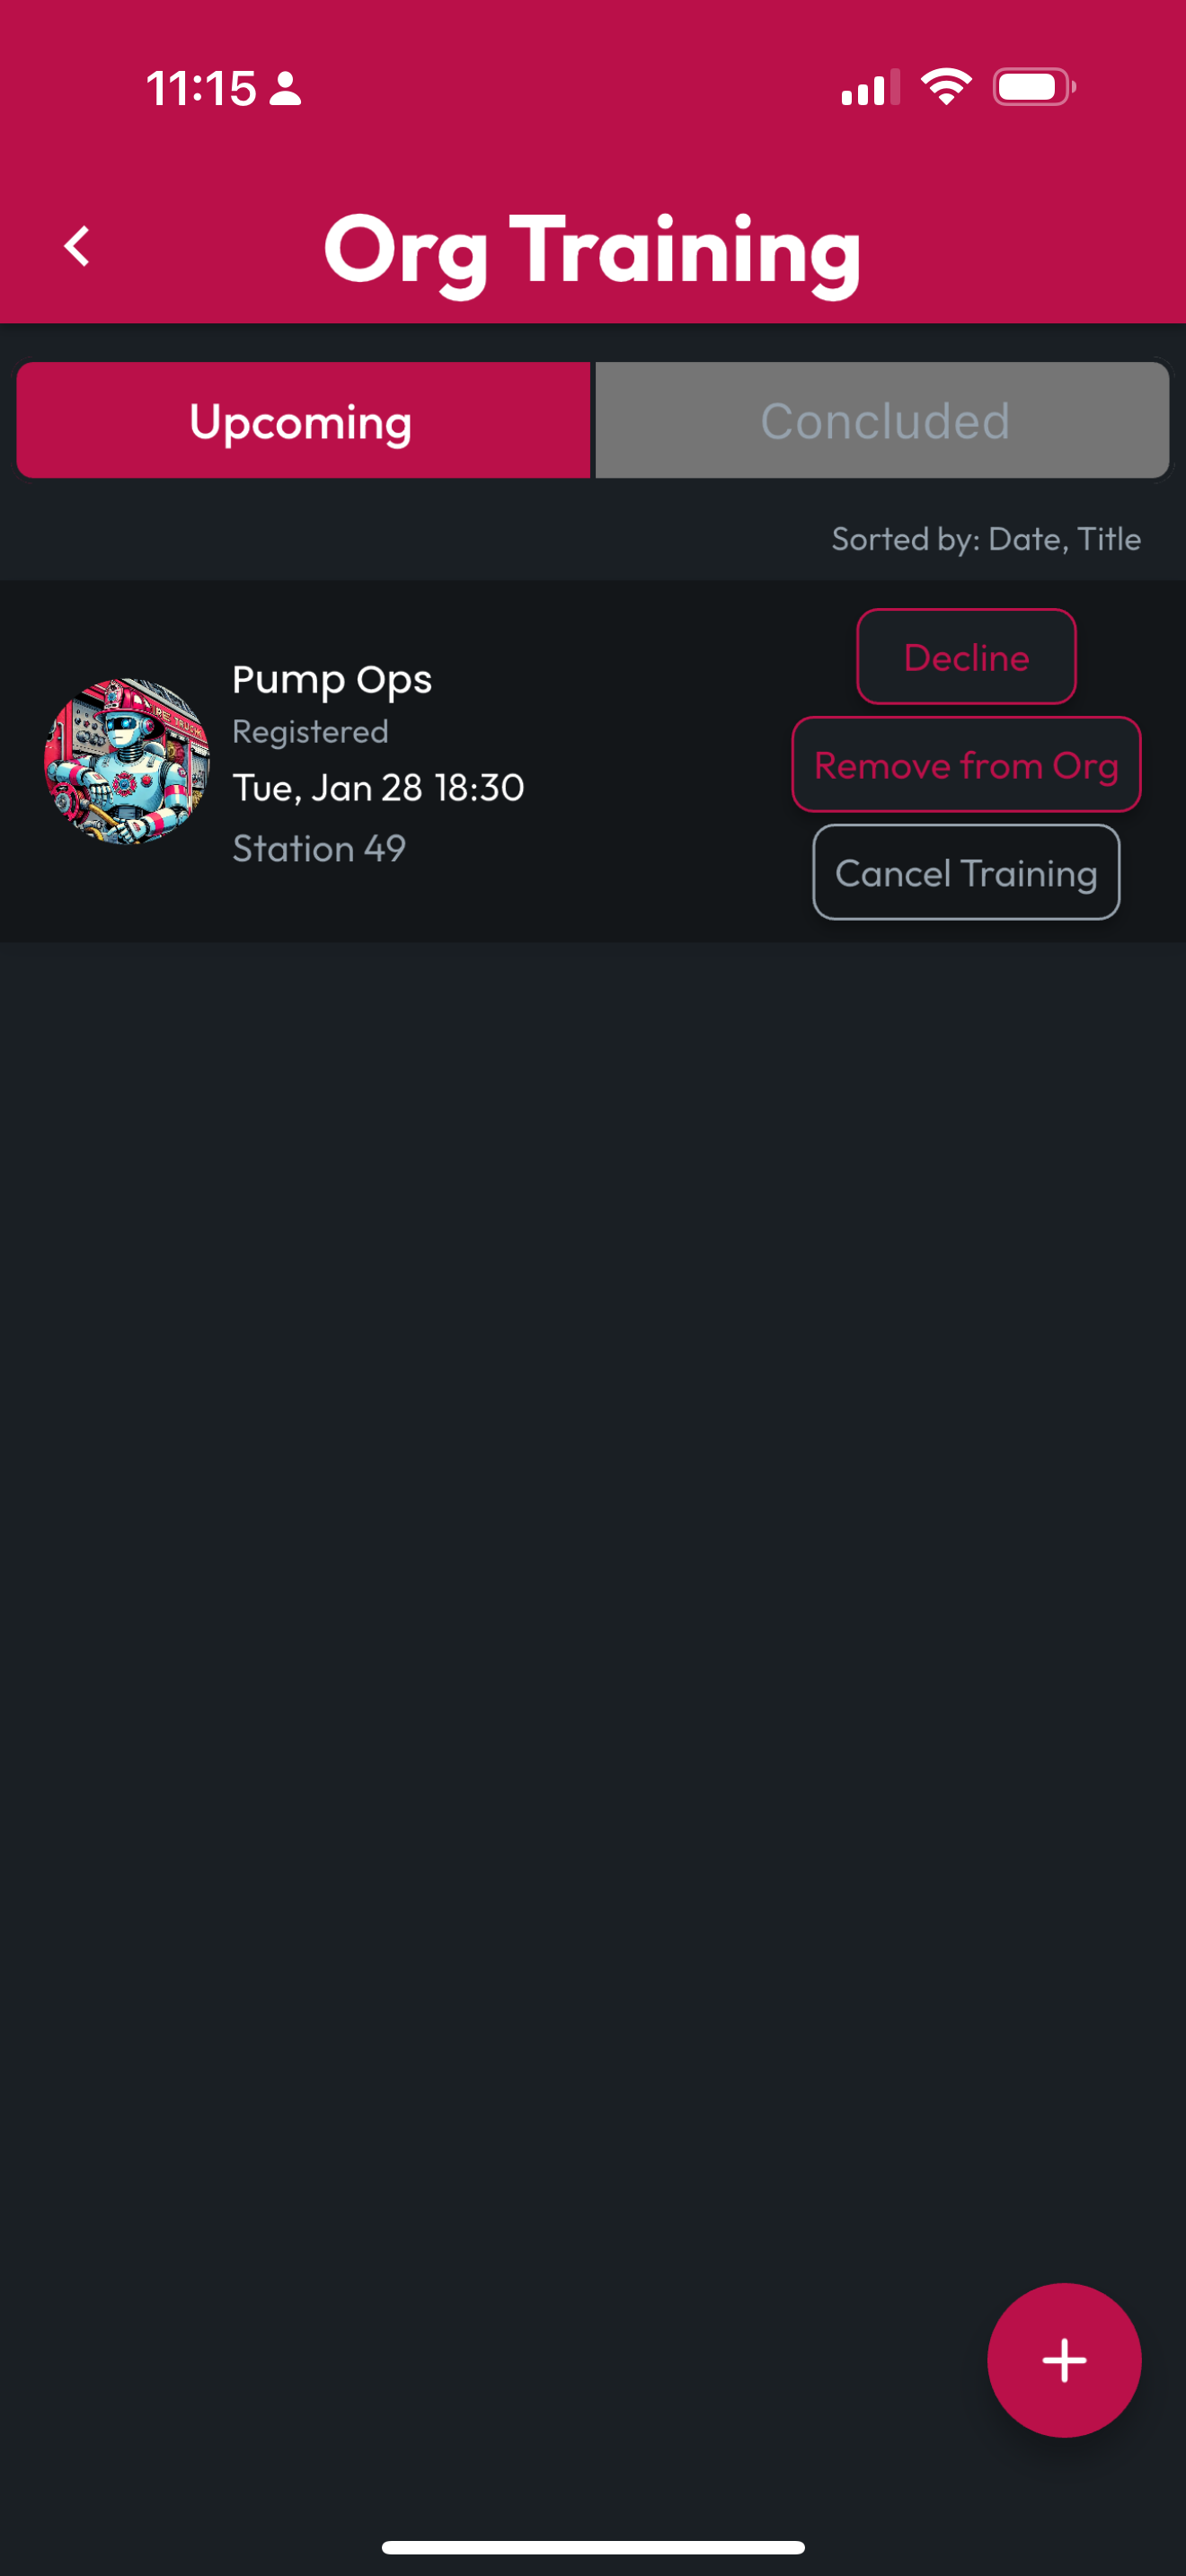 11:15
Org Training
Upcoming
Concluded
Sorted by: Date, Title
Pump Ops
Registered
Tue, Jan 28 18:30
Station 49
Decline
Remove from Org
Cancel Training